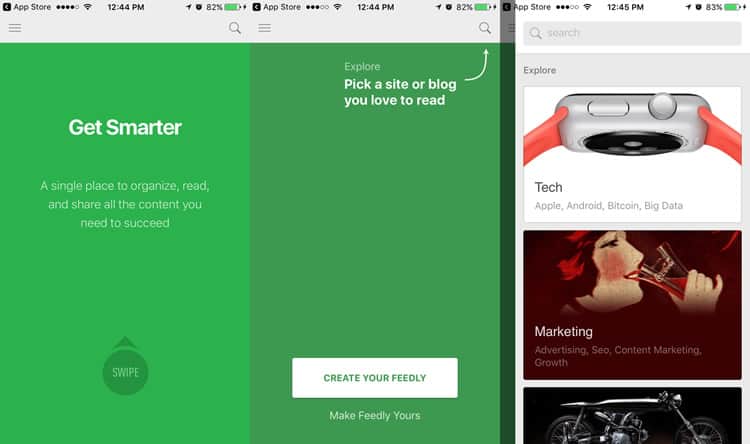 App Store 12:44 PM 82%
Get Smarter
A single place to organize, read,
and share all the content you
need to succeed
SWIPE
App Store 12:44 PM 82%
Explore
Pick a site or blog
you love to read
CREATE YOUR FEEDLY
Make Feedly Yours
App Store 12:45 PM 83%
search
Explore
Tech
Apple, Android, Bitcoin, Big Data
Marketing
Advertising, Seo, Content Marketing,
Growth